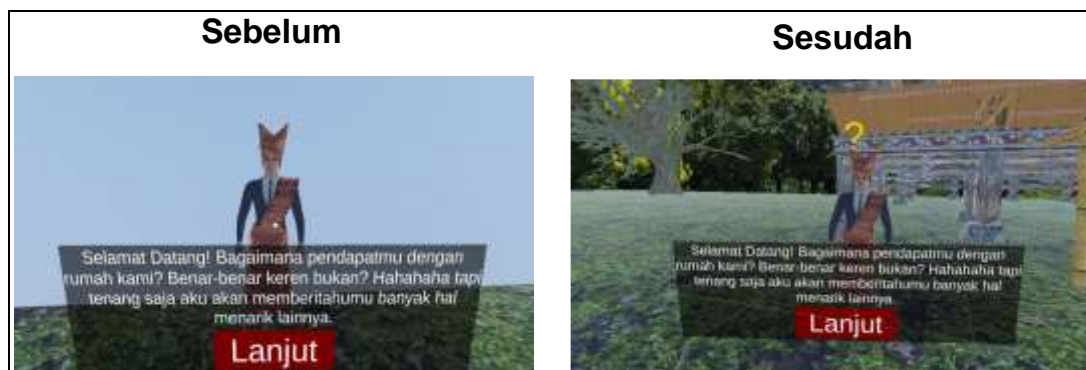 Sebelum
Sesudah
Selamat Datang! Bagaimana pendapatmu dengan
rumah kami? Benar-benar keren bukan? Hahahaha tapi
tenang saja aku akan memberitahumu banyak hal
menarik lainnya.
Lanjut
?
Selamat Datang! Bagaimana pendapatmu dengan
rumah kami? Benar-benar keren bukan? Hahahaha tapi
tenang saja aku akan memberitahumu banyak hal
menarik lainnya.
Lanjut